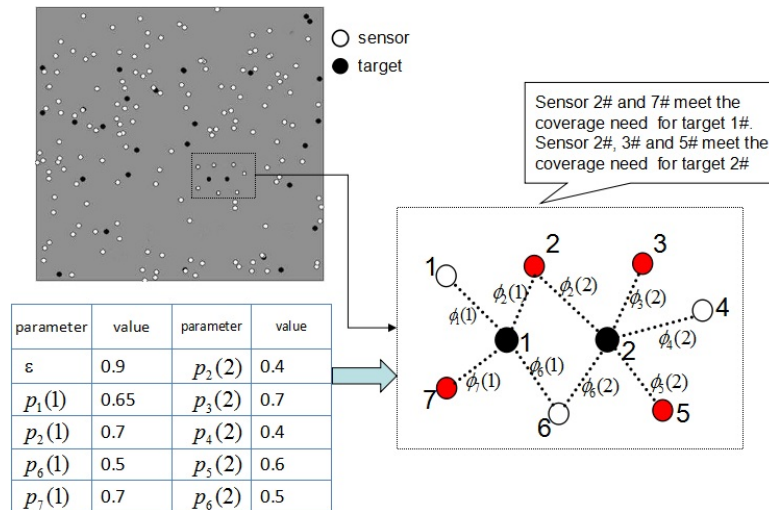 sensor
target
Sensor 2# and 7# meet the
coverage need for target 1#.
Sensor 2#, 3# and 5# meet the
coverage need for target 2#
parameter value parameter value
ε 0.9 p₂(2) 0.4
p₁(1) 0.65 p₃(2) 0.7
p₂(1) 0.7 p₄(2) 0.4
p₆(1) 0.5 p₅(2) 0.6
p₇(1) 0.7 p₆(2) 0.5
1 2 3
ϕ₁(1) ϕ₂(1) ϕ₂(2) ϕ₃(2) 4
1 2 ϕ₄(2)
7 ϕ₇(1) ϕ₆(1) ϕ₆(2) ϕ₅(2)
6 5